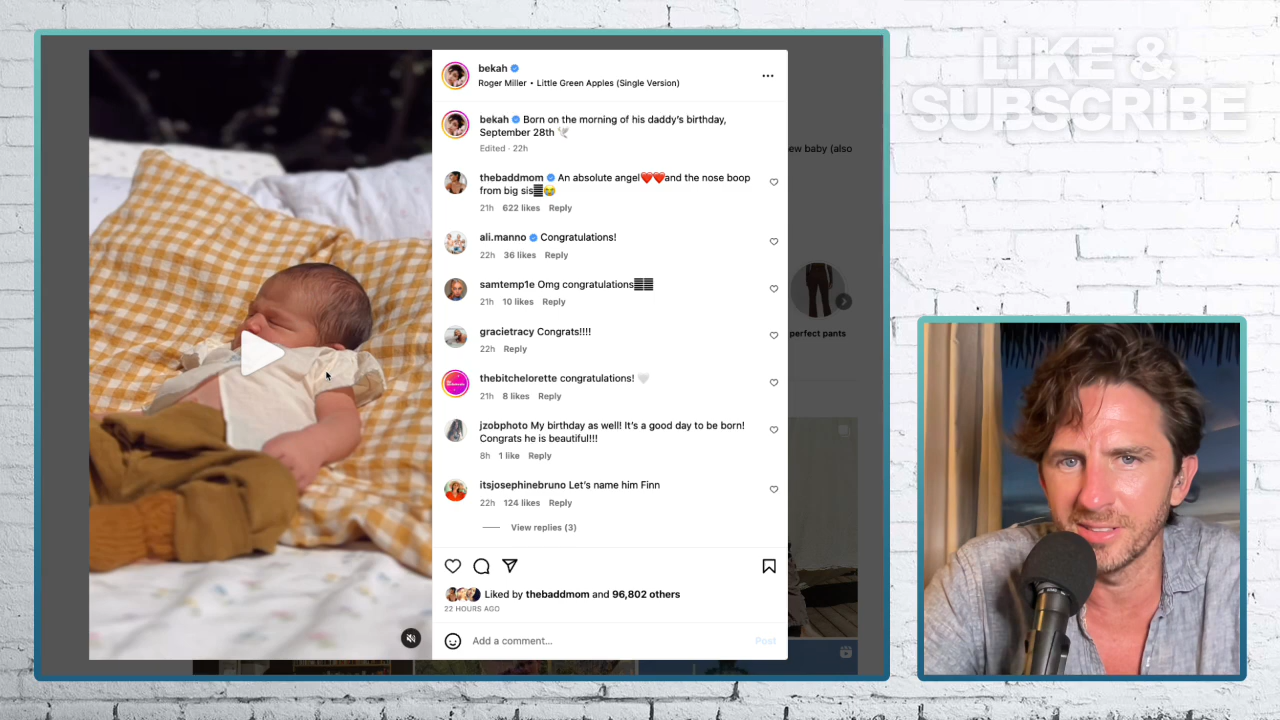 LIKE &
SUBSCRIBE
bekah
Roger Miller • Little Green Apples (Single Version)
bekah Born on the morning of his daddy's birthday,
September 28th 🕊️
Edited · 22h
ew baby (also
thebaddmom An absolute angel❤️❤️and the nose boop
from big sis😭
21h 622 likes Reply
ali.manno Congratulations!
22h 36 likes Reply
samtemp1e Omg congratulations
21h 10 likes Reply
gracietracy Congrats!!!!
22h Reply
perfect pants
thebitchelorette congratulations! 🤍
21h 8 likes Reply
jzobphoto My birthday as well! It's a good day to be born!
Congrats he is beautiful!!!
8h 1 like Reply
itsjosephinebruno Let's name him Finn
22h 124 likes Reply
View replies (3)
Liked by thebaddmom and 96,802 others
22 HOURS AGO
Add a comment...
Post